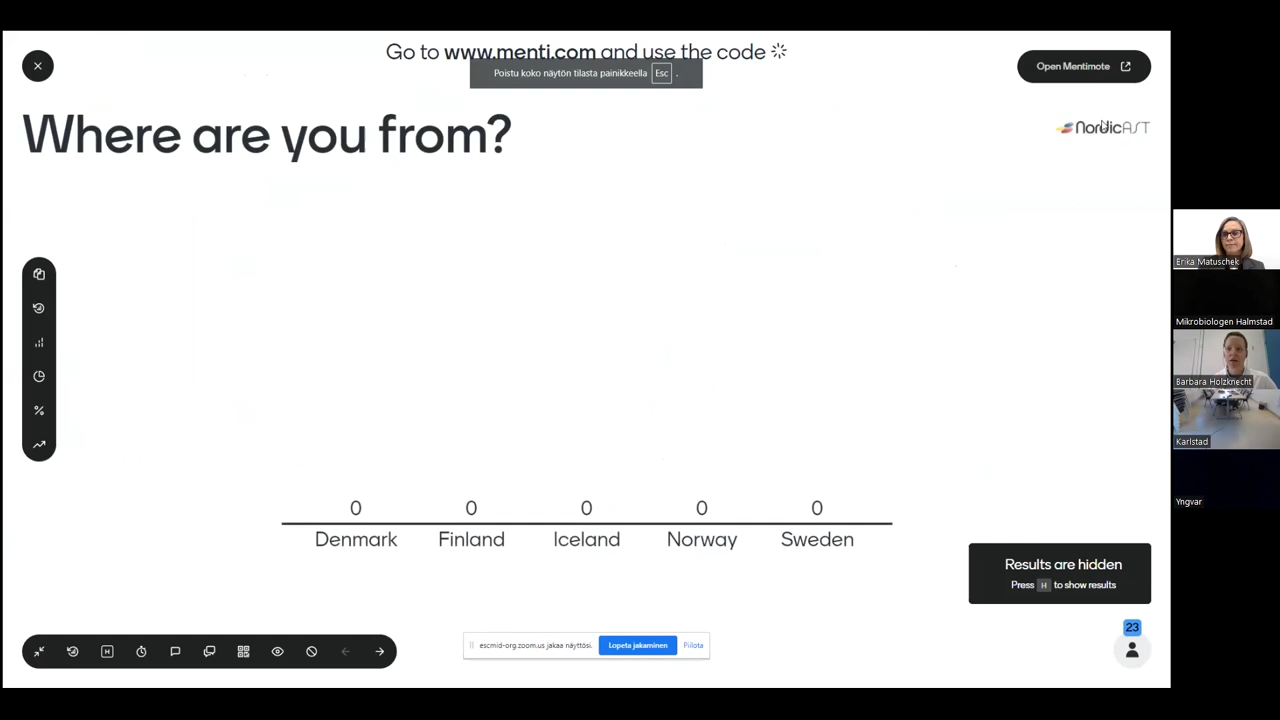 Go to www.menti.com and use the code
Poistu koko näytön tilasta painikkeella Esc .
Open Mentimote
Where are you from?
NordicAST
0 0 0 0 0
Denmark Finland Iceland Norway Sweden
Results are hidden
Press H to show results
H
escmid-org.zoom.us jakaa näyttösi. Lopeta jakaminen Piilota
23
Erika Matuschek
Mikrobiologen Halmstad
Barbara Holzknecht
Karlstad
Yngvar